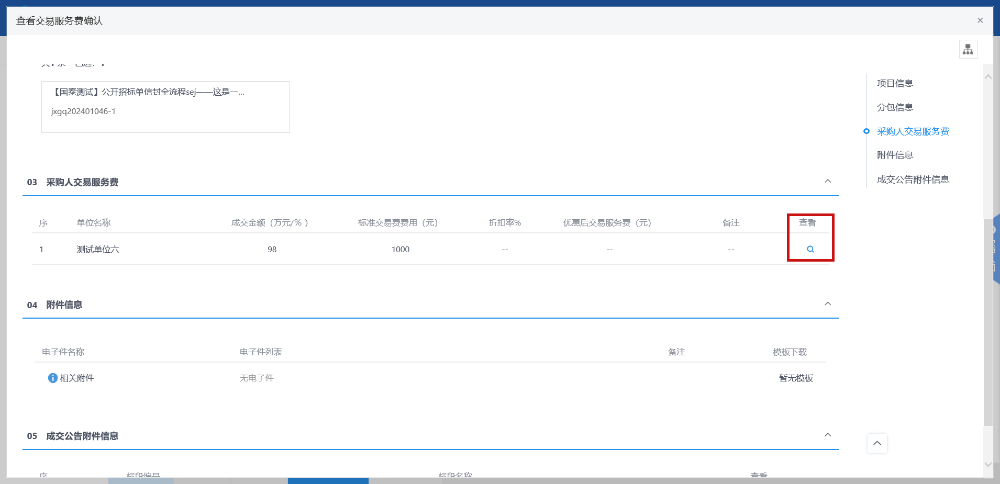 查看交易服务费确认
【国泰测试】公开招标单信封全流程sej——这是一...
jxgq202401046-1
项目信息
分包信息
采购人交易服务费
附件信息
成交公告附件信息
03 采购人交易服务费
序 单位名称 成交金额（万元/% ） 标准交易费费用（元） 折扣率% 优惠后交易服务费（元） 备注 查看
1 测试单位六 98 1000 -- -- --
04 附件信息
电子件名称 电子件列表 备注 模板下载
相关附件 无电子件 暂无模板
05 成交公告附件信息
序 标段编号 标段名称 查看